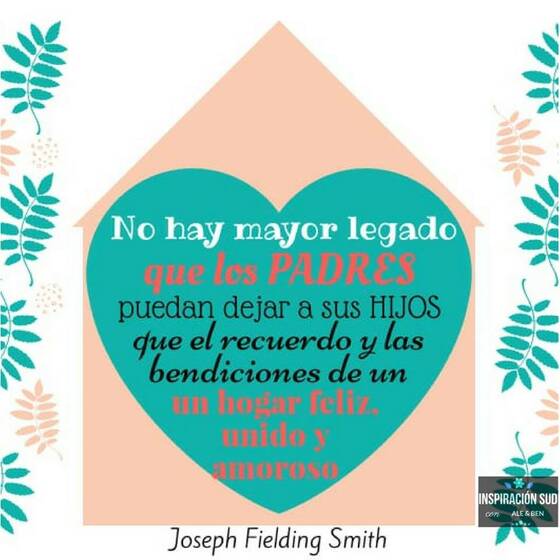 No hay mayor legado
que los PADRES
puedan dejar a sus HIJOS
que el recuerdo y las
bendiciones de un
un hogar feliz,
unido y
amoroso
Joseph Fielding Smith
INSPIRACIÓN SUD
con ALE & BEN